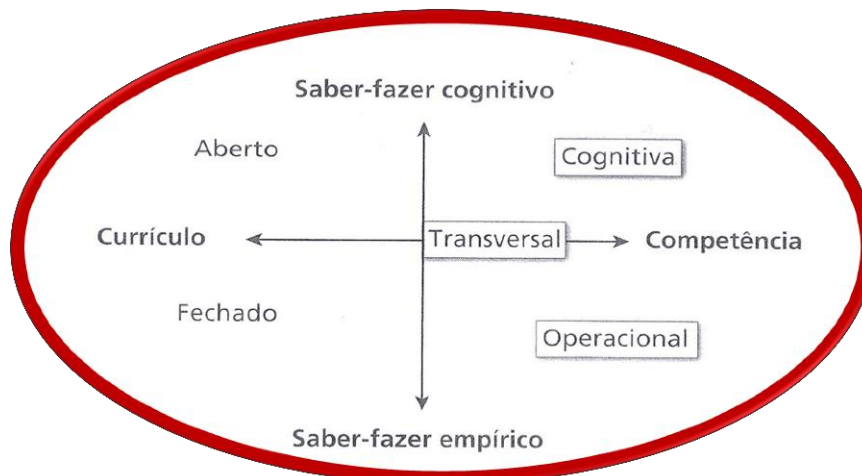 Saber-fazer cognitivo
Aberto
Cognitiva
Currículo
Transversal
Competência
Fechado
Operacional
Saber-fazer empírico